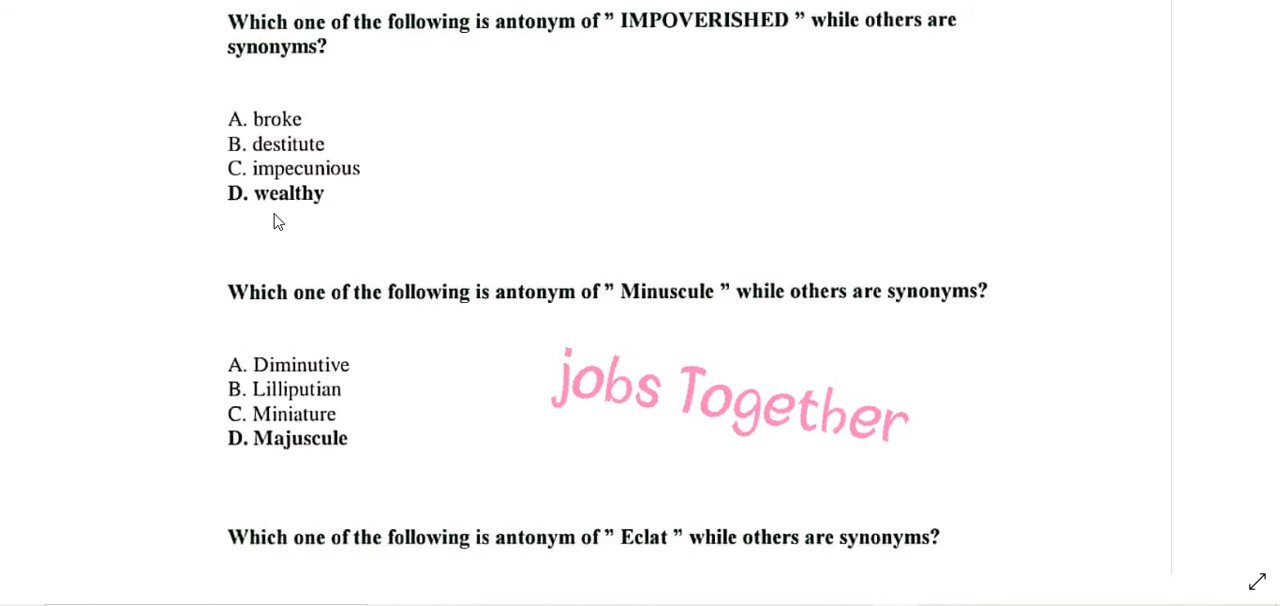 Which one of the following is antonym of ” IMPOVERISHED ” while others are
synonyms?
A. broke
B. destitute
C. impecunious
D. wealthy
Which one of the following is antonym of ” Minuscule ” while others are synonyms?
A. Diminutive
B. Lilliputian
C. Miniature
D. Majuscule
jobs Together
Which one of the following is antonym of ” Eclat ” while others are synonyms?